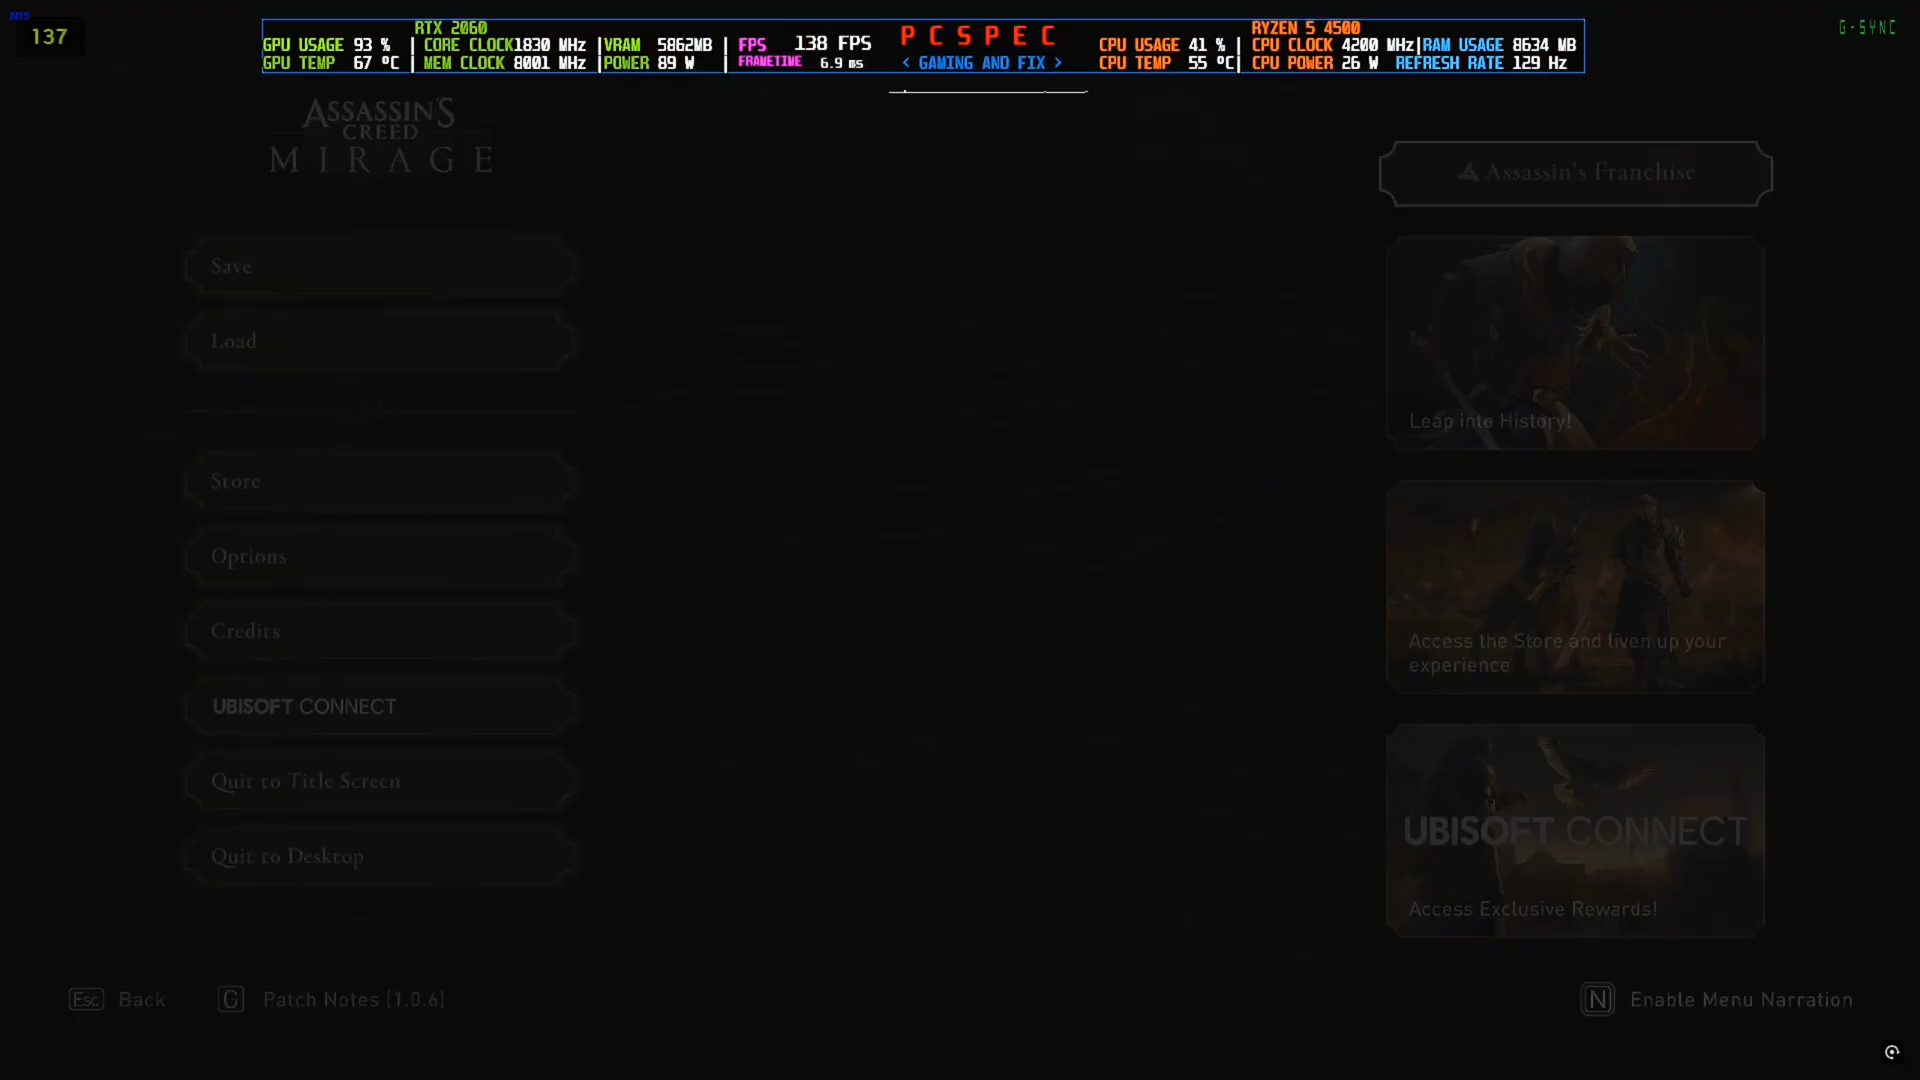 N15
137
RTX 2060
GPU USAGE 93 % | CORE CLOCK 1830 MHz | VRAM 5862MB | FPS 138 FPS
GPU TEMP 67 ºC | MEM CLOCK 8001 MHz | POWER 89 W | FRAMETIME 6.9 ms
PCSPEC
< GAMING AND FIX >
RYZEN 5 4500
CPU USAGE 41 % | CPU CLOCK 4200 MHz | RAM USAGE 8634 MB
CPU TEMP 55 ºC | CPU POWER 26 W REFRESH RATE 129 Hz
G-SYNC
ASSASSIN'S
CREED
MIRAGE
Save
Load
Store
Options
Credits
UBISOFT CONNECT
Quit to Title Screen
Quit to Desktop
Assassin's Franchise
Leap into History!
Access the Store and liven up your
experience
UBISOFT CONNECT
Access Exclusive Rewards!
Esc Back
G Patch Notes [1.0.6]
N Enable Menu Narration